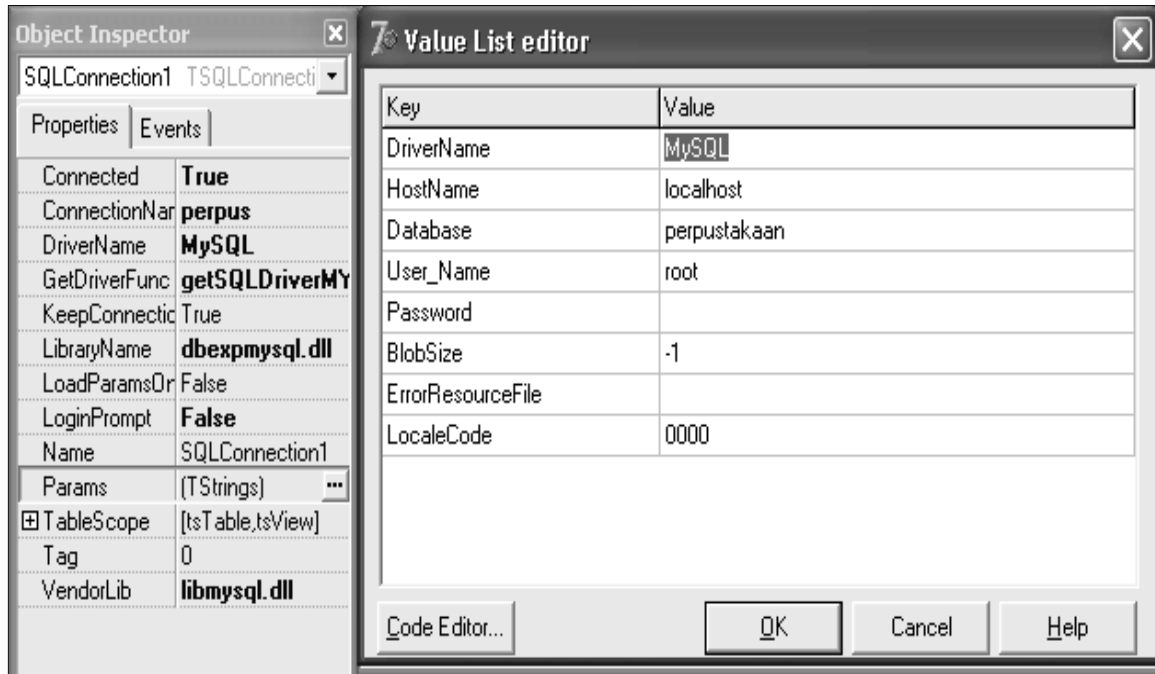 Object Inspector
SQLConnection1 TSQLConnecti
Properties Events
Connected True
ConnectionNar perpus
DriverName MySQL
GetDriverFunc getSQLDriverMY
KeepConnectic True
LibraryName dbexpmysql.dll
LoadParamsOr False
LoginPrompt False
Name SQLConnection1
Params (TStrings) ...
TableScope [tsTable,tsView]
Tag 0
VendorLib libmysql.dll
7 Value List editor
Key Value
DriverName MySQL
HostName localhost
Database perpustakaan
User_Name root
Password
BlobSize -1
ErrorResourceFile
LocaleCode 0000
Code Editor... OK Cancel Help